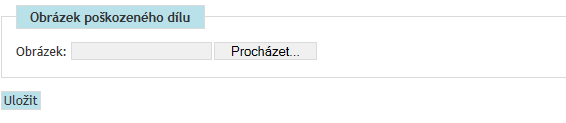 Obrázek poškozeného dílu
Obrázek: Procházet...
Uložit